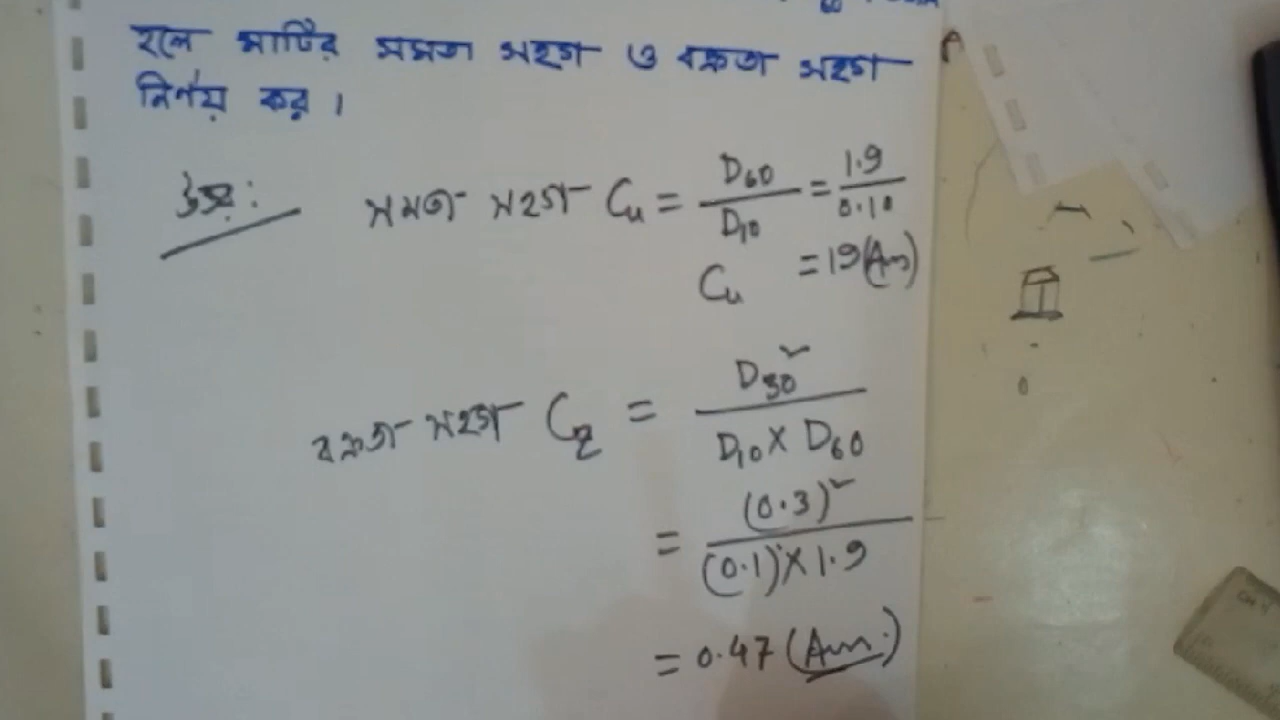 হলে মাটির সমতা সহগ ও বক্রতা সহগ
নির্ণয় কর।
উত্তর: সমতা সহগ Cu = D60 / D10 = 1.9 / 0.10
Cu = 19 (Ans)
বক্রতা সহগ Cz = D30² / D10 × D60
= (0.3)² / (0.1) × 1.9
= 0.47 (Ans.)